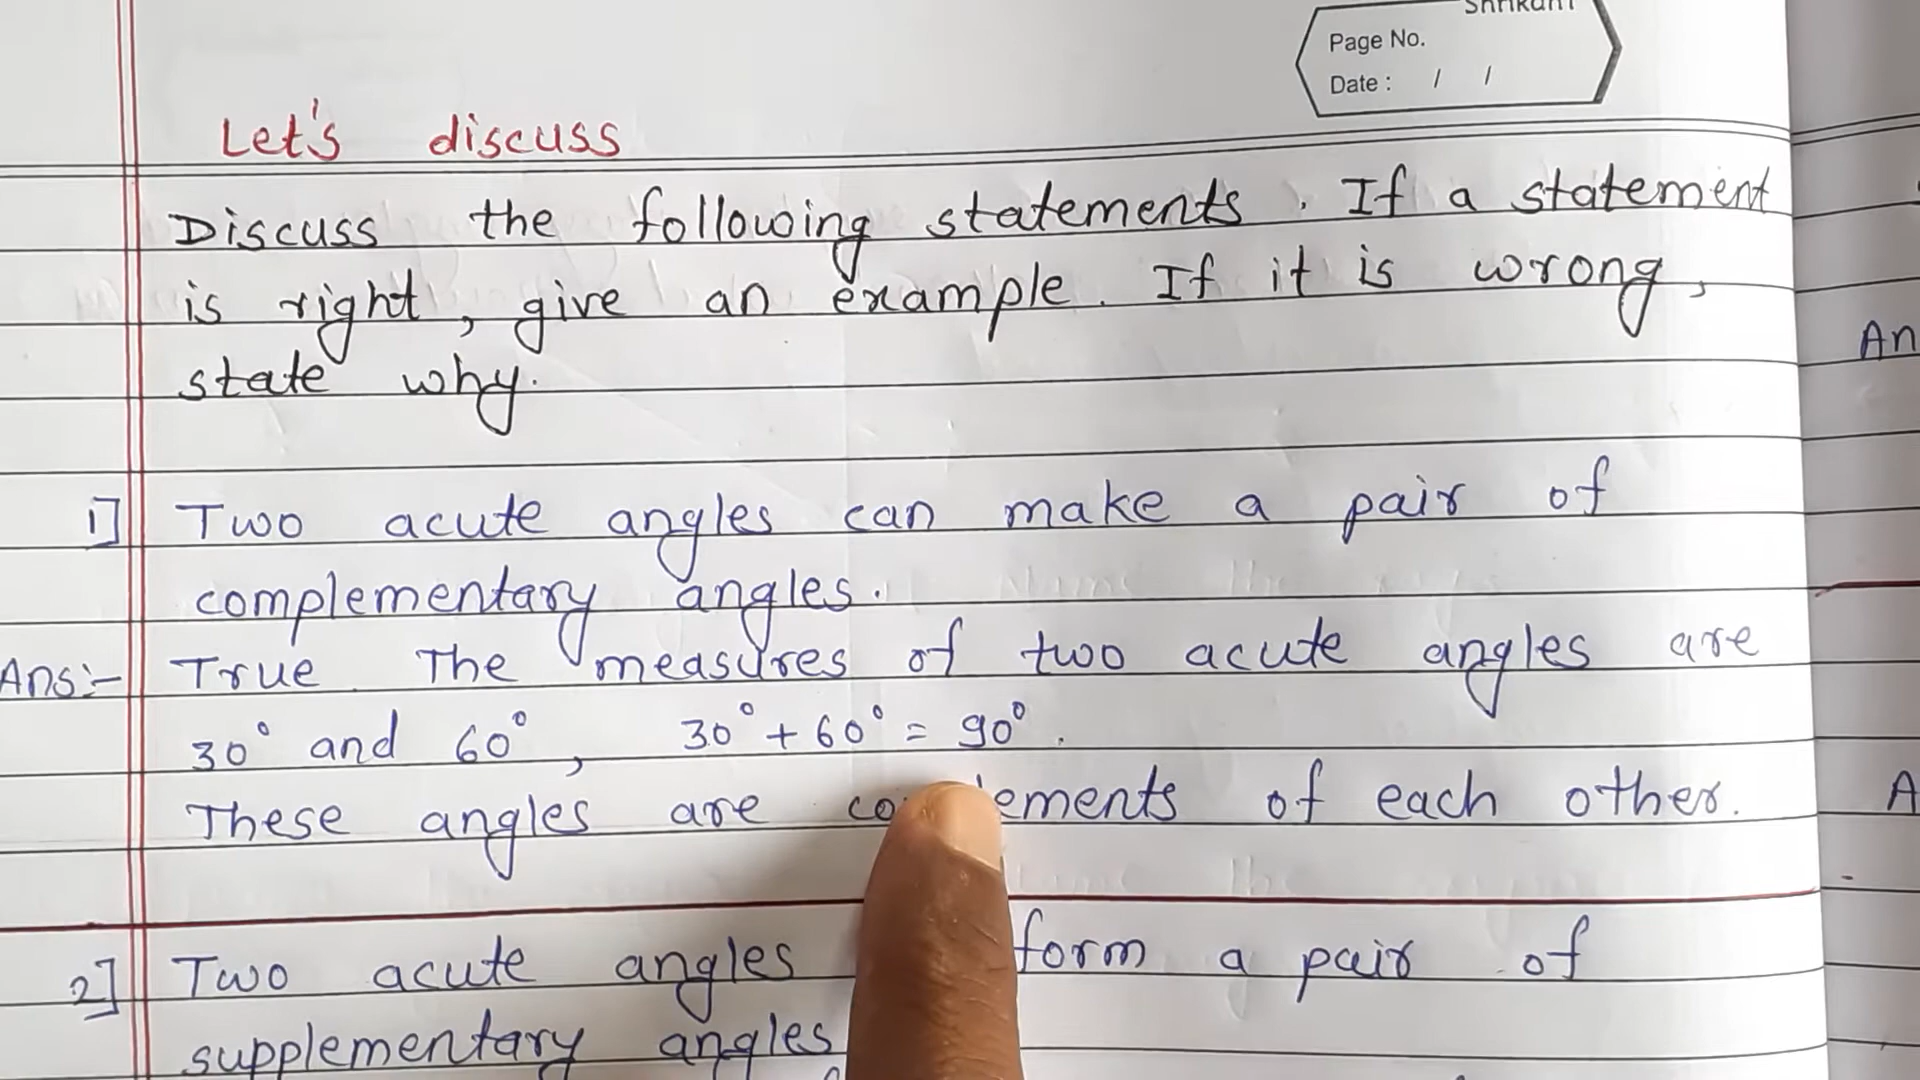 Page No.
Date : / /
Let's discuss
Discuss the following statements. If a statement
is right, give an example. If it is wrong,
state why.
1] Two acute angles can make a pair of
complementary angles.
Ans:- True. The measures of two acute angles are
30° and 60°, 30° + 60° = 90°.
These angles are of each other.
2] Two acute angles form a pair of
supplementary angles
An
A